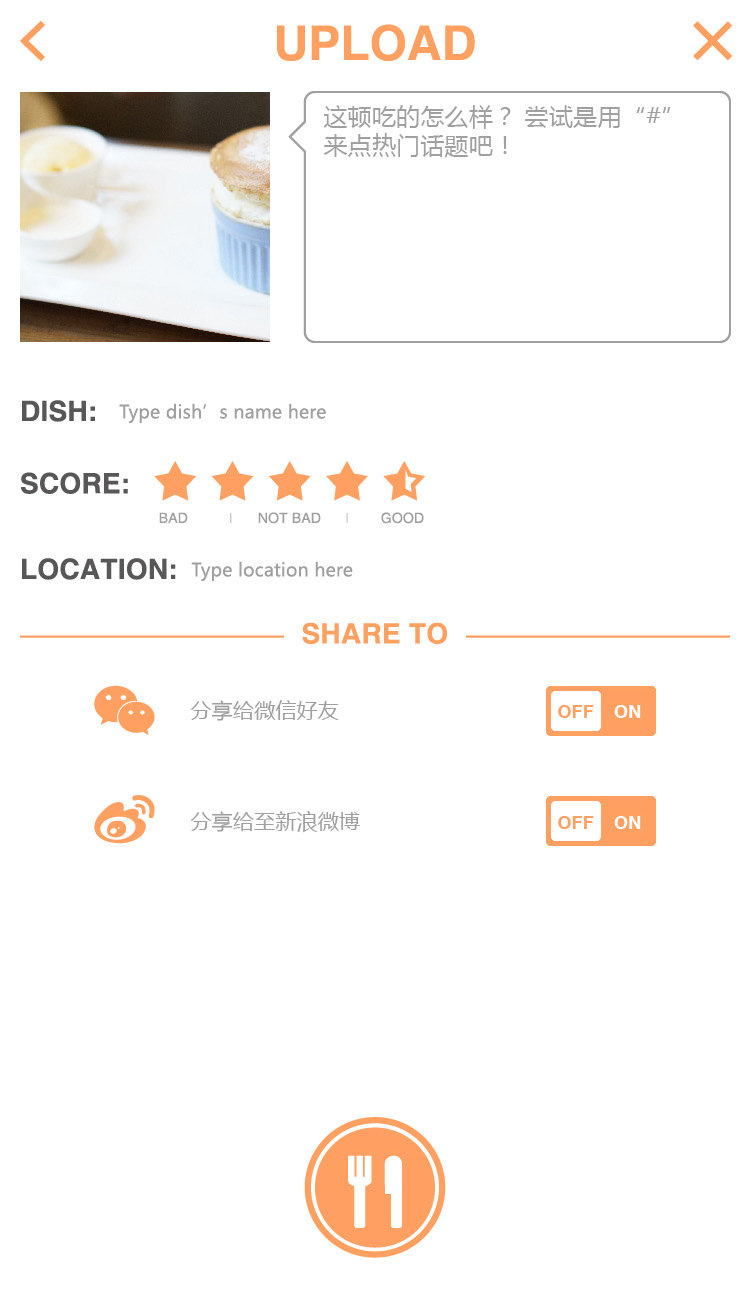 UPLOAD
这顿吃的怎么样？ 尝试是用“#”
来点热门话题吧！
DISH: Type dish’s name here
SCORE:
BAD | NOT BAD | GOOD
LOCATION: Type location here
SHARE TO
分享给微信好友 OFF ON
分享给至新浪微博 OFF ON